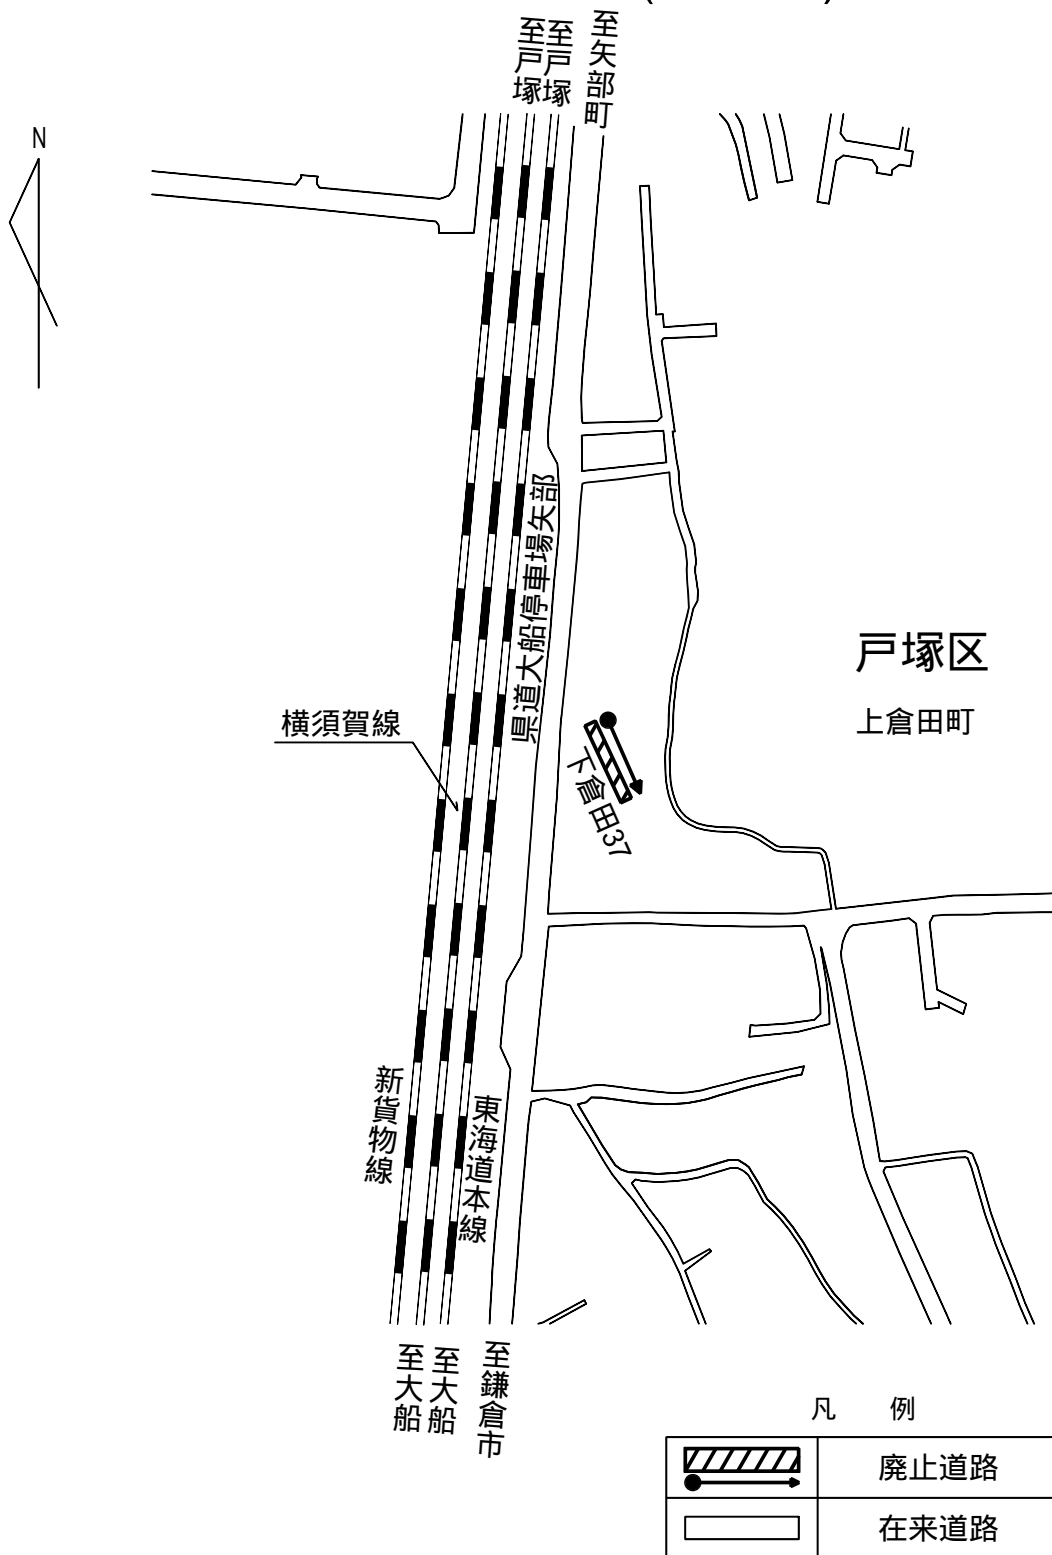 至戸塚
至戸塚
至矢部町
N
県道大船停車場矢部
戸塚区
上倉田町
横須賀線
下倉田37
新貨物線
東海道本線
至大船
至大船
至鎌倉市
凡 例
廃止道路
在来道路